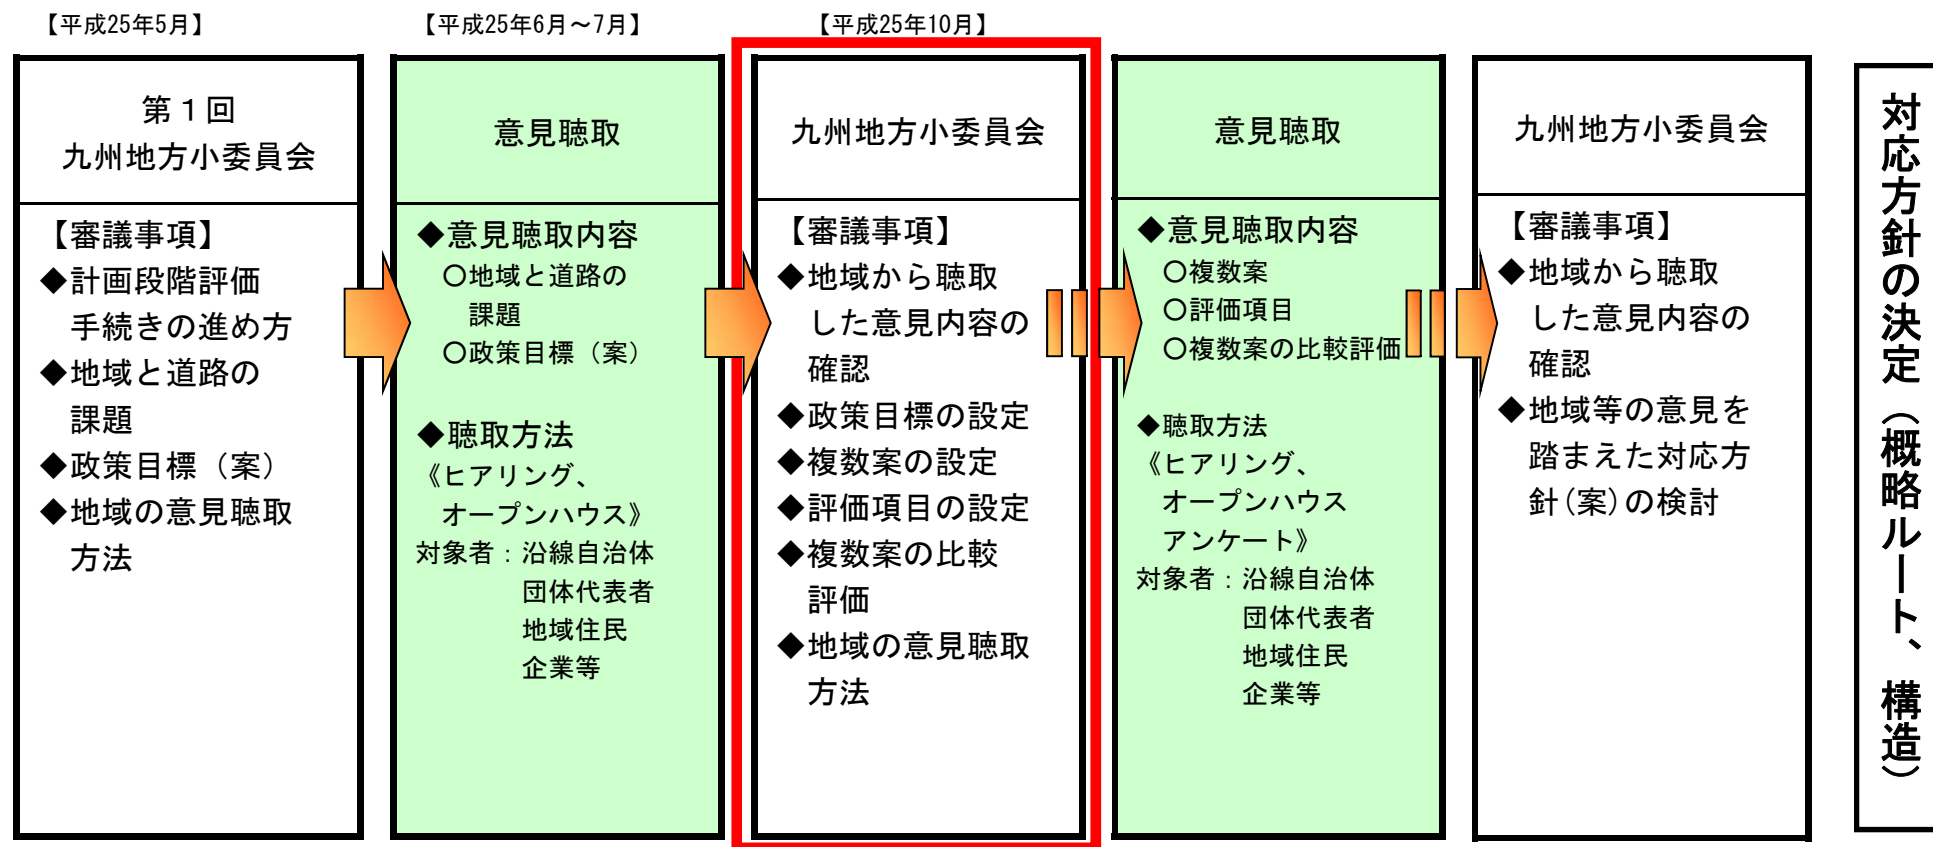 【平成25年5月】
第１回
九州地方小委員会
【審議事項】
◆計画段階評価
手続きの進め方
◆地域と道路の
課題
◆政策目標（案）
◆地域の意見聴取
方法
【平成25年6月～7月】
意見聴取
◆意見聴取内容
〇地域と道路の
課題
〇政策目標（案）
◆聴取方法
《ヒアリング、
オープンハウス》
対象者：沿線自治体
団体代表者
地域住民
企業等
【平成25年10月】
九州地方小委員会
【審議事項】
◆地域から聴取
した意見内容の
確認
◆政策目標の設定
◆複数案の設定
◆評価項目の設定
◆複数案の比較
評価
◆地域の意見聴取
方法
意見聴取
◆意見聴取内容
〇複数案
〇評価項目
〇複数案の比較評価
◆聴取方法
《ヒアリング、
オープンハウス
アンケート》
対象者：沿線自治体
団体代表者
地域住民
企業等
九州地方小委員会
【審議事項】
◆地域から聴取
した意見内容の
確認
◆地域等の意見を
踏まえた対応方
針(案)の検討
対応方針の決定（概略ルート、構造）